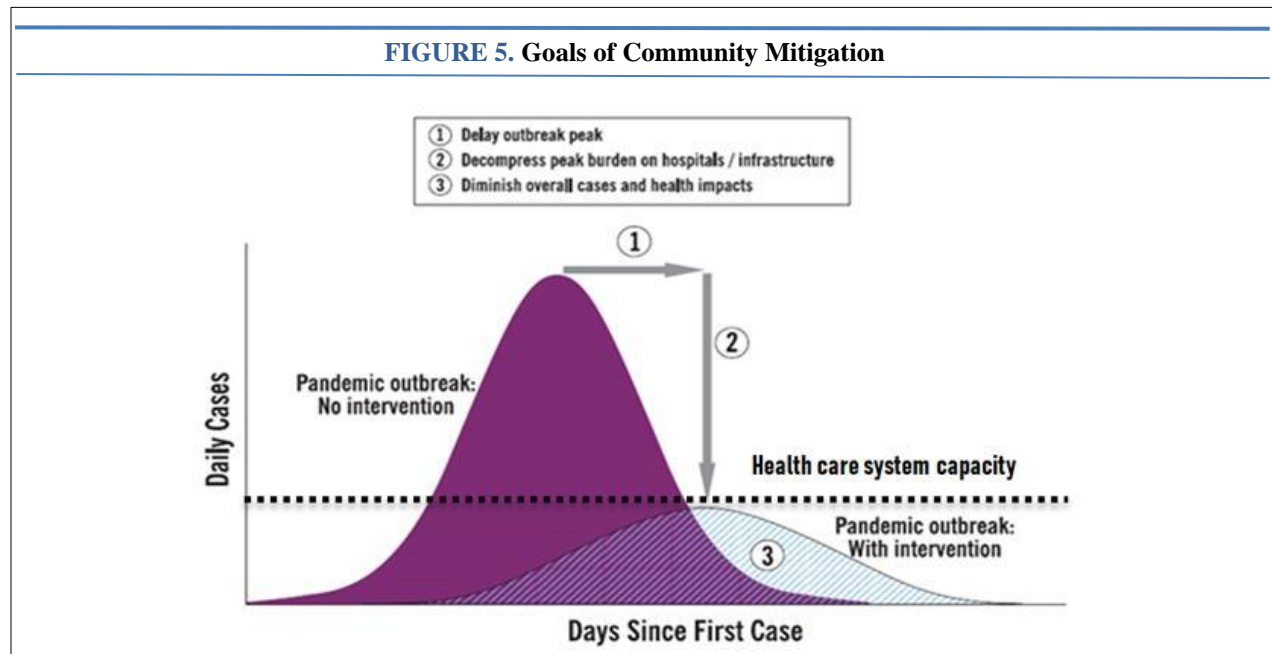 FIGURE 5. Goals of Community Mitigation
① Delay outbreak peak
② Decompress peak burden on hospitals / infrastructure
③ Diminish overall cases and health impacts
①
②
Pandemic outbreak:
No intervention
Daily Cases
Health care system capacity
Pandemic outbreak:
With intervention
③
Days Since First Case